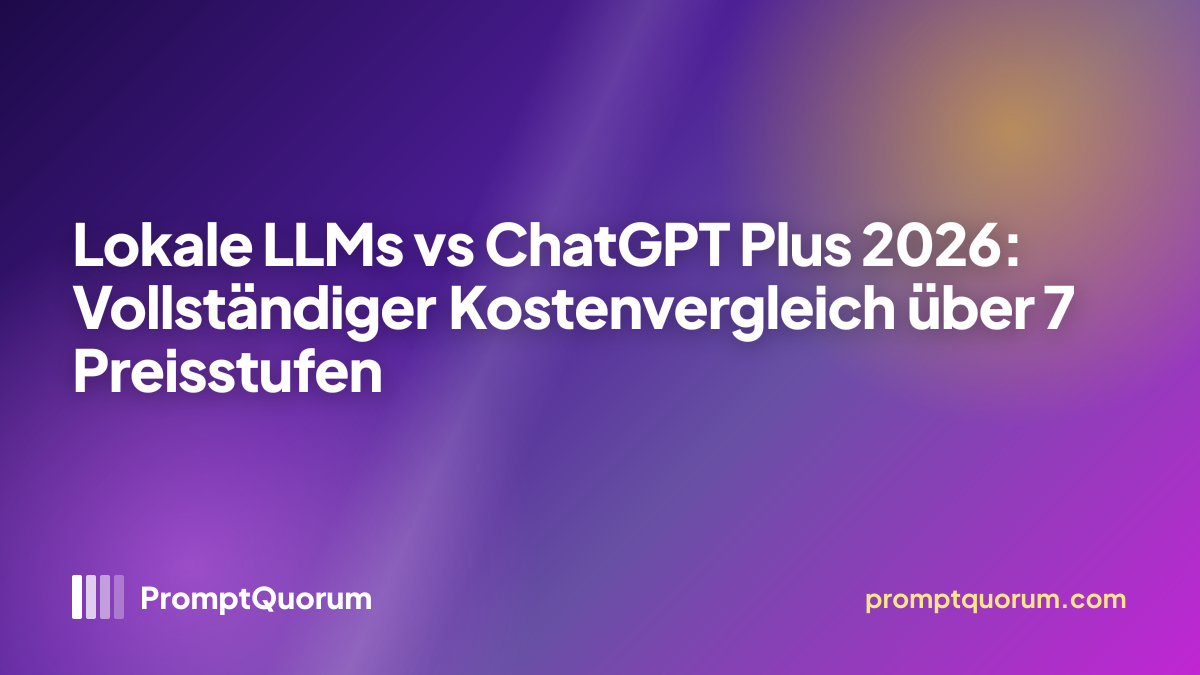 Lokale LLMs vs ChatGPT Plus 2026:
Vollständiger Kostenvergleich über 7
Preisstufen
PromptQuorum
promptquorum.com